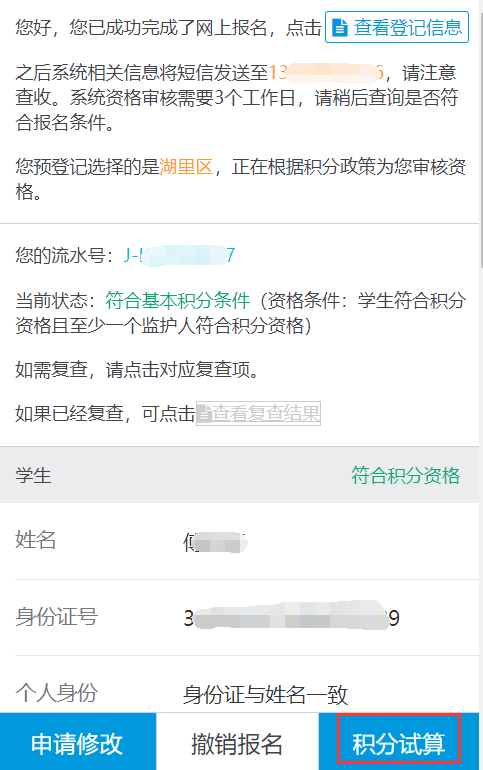 您好，您已成功完成了网上报名，点击 查看登记信息
之后系统相关信息将短信发送至13 6，请注意
查收。系统资格审核需要3个工作日，请稍后查询是否符
合报名条件。
您预登记选择的是湖里区，正在根据积分政策为您审核资
格。
您的流水号：J- 7
当前状态：符合基本积分条件（资格条件：学生符合积分
资格且至少一个监护人符合积分资格）
如需复查，请点击对应复查项。
如果已经复查，可点击查看复查结果
学生 符合积分资格
姓名
身份证号 3 9
个人身份 身份证与姓名一致
申请修改 撤销报名 积分试算